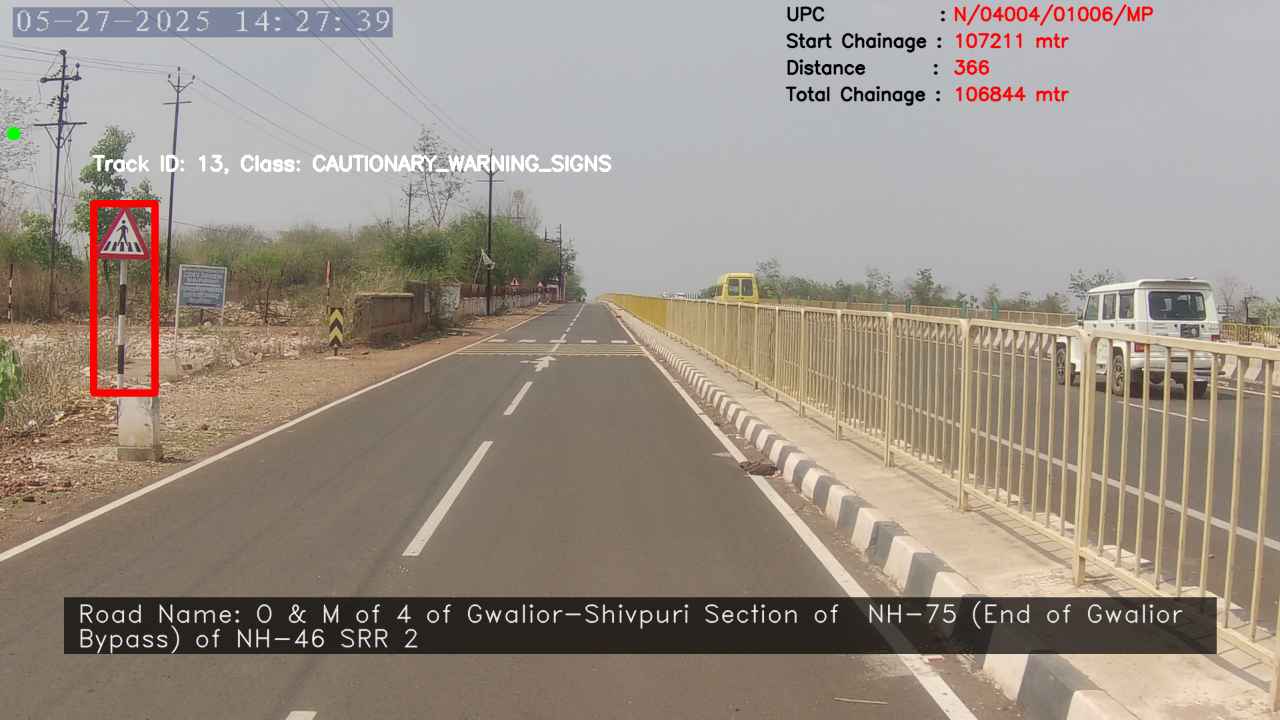 05-27-2025 14:27:39
UPC : N/04004/01006/MP
Start Chainage : 107211 mtr
Distance : 366
Total Chainage : 106844 mtr
Track ID: 13, Class: CAUTIONARY_WARNING_SIGNS
Road Name: O & M of 4 of Gwalior-Shivpuri Section of NH-75 (End of Gwalior
Bypass) of NH-46 SRR 2